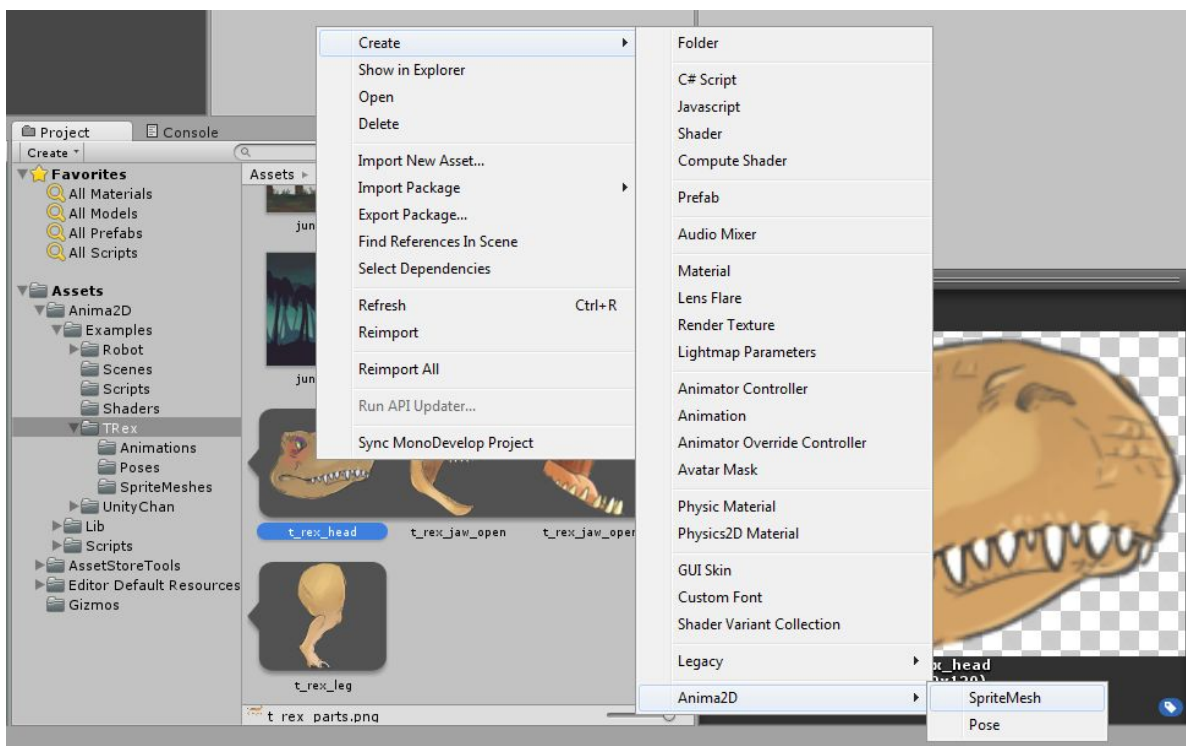 Project
Console
Create
Favorites
All Materials
All Models
All Prefabs
All Scripts
Assets
Anima2D
Examples
Robot
Scenes
Scripts
Shaders
TRex
Animations
Poses
SpriteMeshes
UnityChan
Lib
Scripts
AssetStoreTools
Editor Default Resources
Gizmos
Assets
jun
jun
t_rex_head
t_rex_jaw_open
t_rex_jaw_oper
t_rex_leg
t_rex_parts.png
Create
Show in Explorer
Open
Delete
Import New Asset...
Import Package
Export Package...
Find References In Scene
Select Dependencies
Refresh Ctrl+R
Reimport
Reimport All
Run API Updater...
Sync MonoDevelop Project
Folder
C# Script
Javascript
Shader
Compute Shader
Prefab
Audio Mixer
Material
Lens Flare
Render Texture
Lightmap Parameters
Animator Controller
Animation
Animator Override Controller
Avatar Mask
Physic Material
Physics2D Material
GUI Skin
Custom Font
Shader Variant Collection
Legacy
Anima2D
SpriteMesh
Pose
x_head